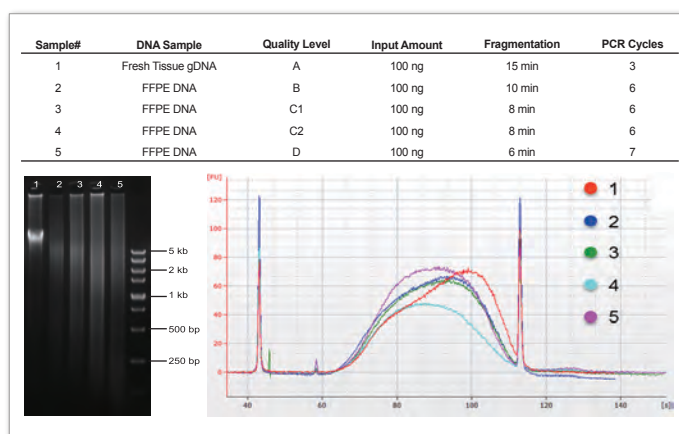 Sample# DNA Sample Quality Level Input Amount Fragmentation PCR Cycles
1 Fresh Tissue gDNA A 100 ng 15 min 3
2 FFPE DNA B 100 ng 10 min 6
3 FFPE DNA C1 100 ng 8 min 6
4 FFPE DNA C2 100 ng 8 min 6
5 FFPE DNA D 100 ng 6 min 7
1 2 3 4 5
5 kb
2 kb
1 kb
500 bp
250 bp
[FU]
120
100
80
60
40
20
0
40 60 80 100 120 140 [s]
1
2
3
4
5